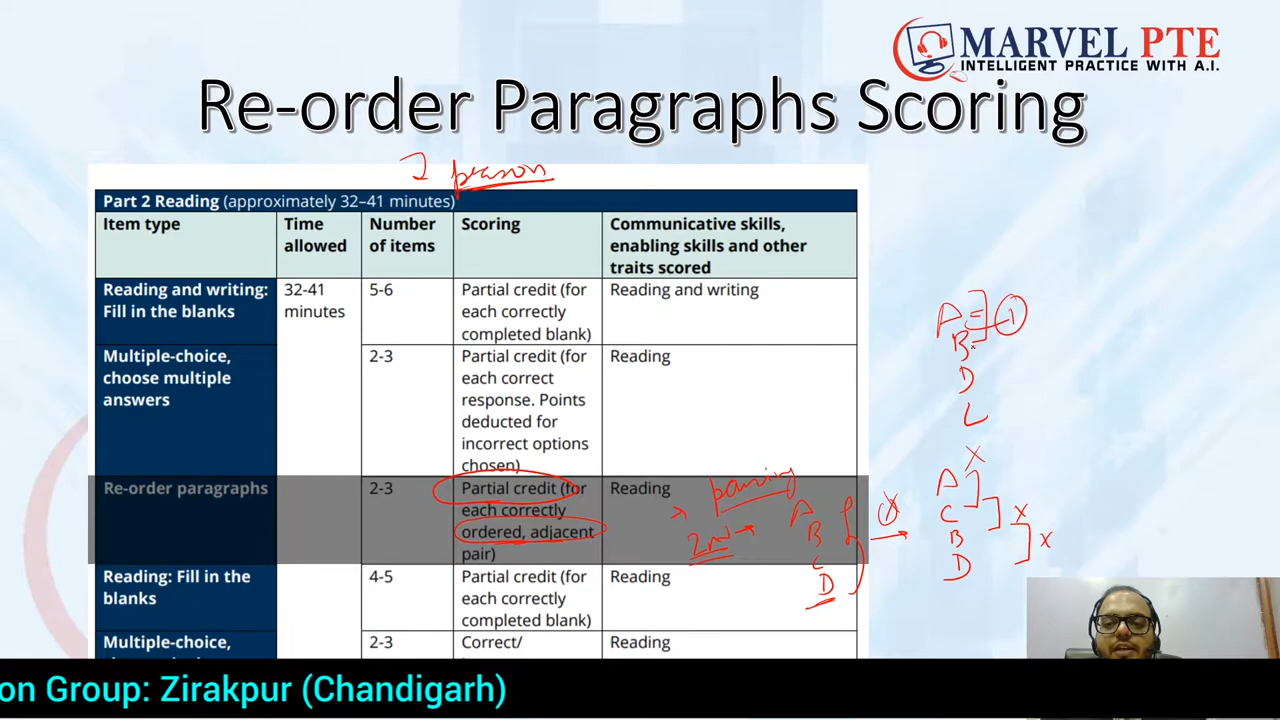 MARVEL PTE
INTELLIGENT PRACTICE WITH A.I.
Re-order Paragraphs Scoring
Part 2 Reading (approximately 32–41 minutes)
Item type
Time allowed
Number of items
Scoring
Communicative skills, enabling skills and other traits scored
Reading and writing: Fill in the blanks
32-41 minutes
5-6
Partial credit (for each correctly completed blank)
Reading and writing
Multiple-choice, choose multiple answers
2-3
Partial credit (for each correct response. Points deducted for incorrect options chosen)
Reading
Re-order paragraphs
2-3
Partial credit (for each correctly ordered, adjacent pair)
Reading
Reading: Fill in the blanks
4-5
Partial credit (for each correctly completed blank)
Reading
Multiple-choice,
2-3
Correct/
Reading
pairing
A
B
C
D
A
B
D
C
1
X
A
C
B
D
X
X
on Group: Zirakpur (Chandigarh)